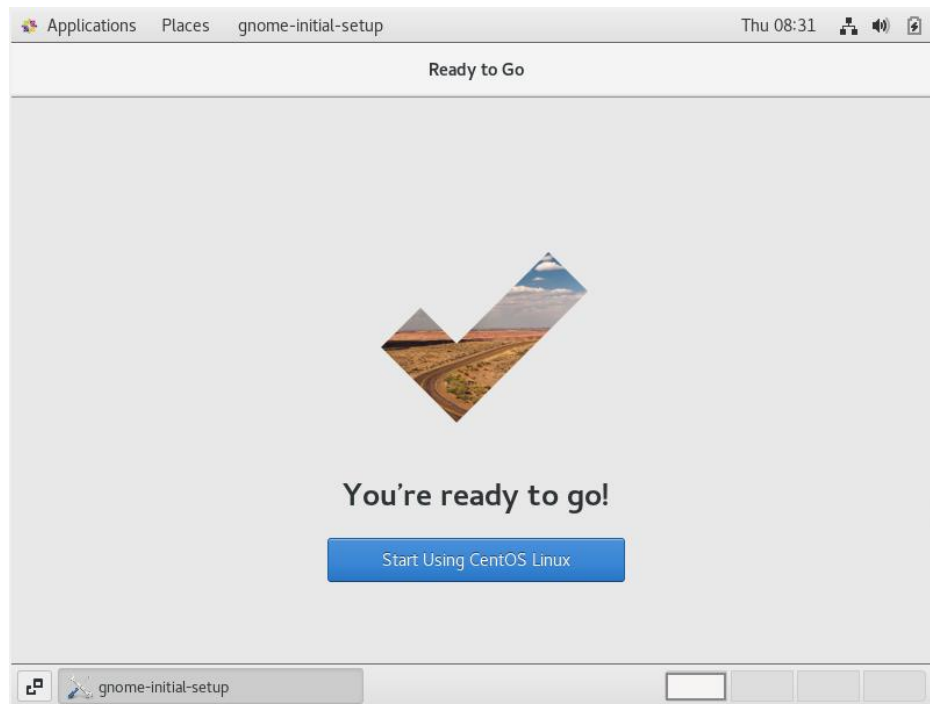 Applications Places gnome-initial-setup Thu 08:31
Ready to Go
You're ready to go!
Start Using CentOS Linux
gnome-initial-setup